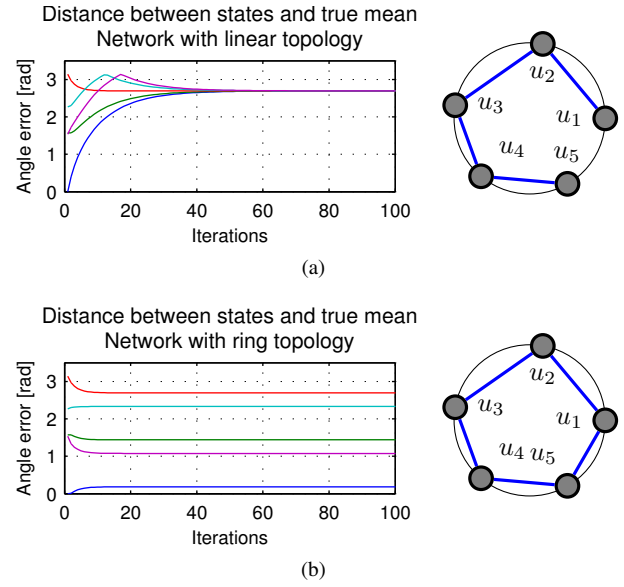 Distance between states and true mean
Network with linear topology
Angle error [rad]
3
2
1
0
0 20 40 60 80 100
Iterations
u2
u1
u3
u4 u5
(a)
Distance between states and true mean
Network with ring topology
Angle error [rad]
3
2
1
0
0 20 40 60 80 100
Iterations
u2
u1
u3
u4 u5
(b)